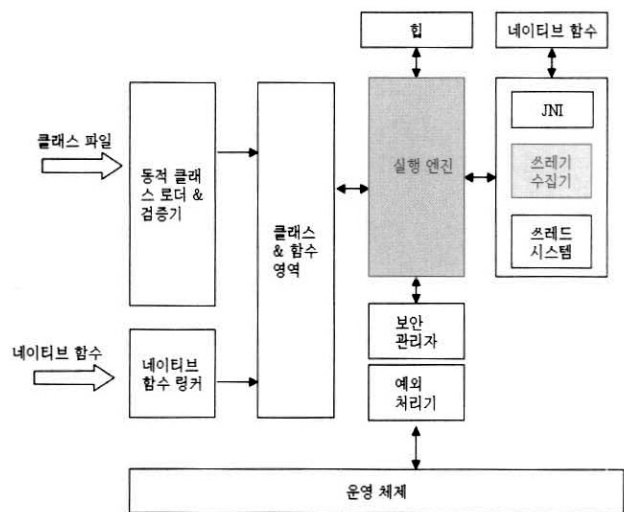 힙
네이티브 함수
클래스 파일
동적 클래
스 로더 &
검증기
클래스
& 함수
영역
실행 엔진
JNI
쓰레기
수집기
쓰레드
시스템
네이티브 함수
네이티브
함수 링커
보안
관리자
예외
처리기
운영 체제